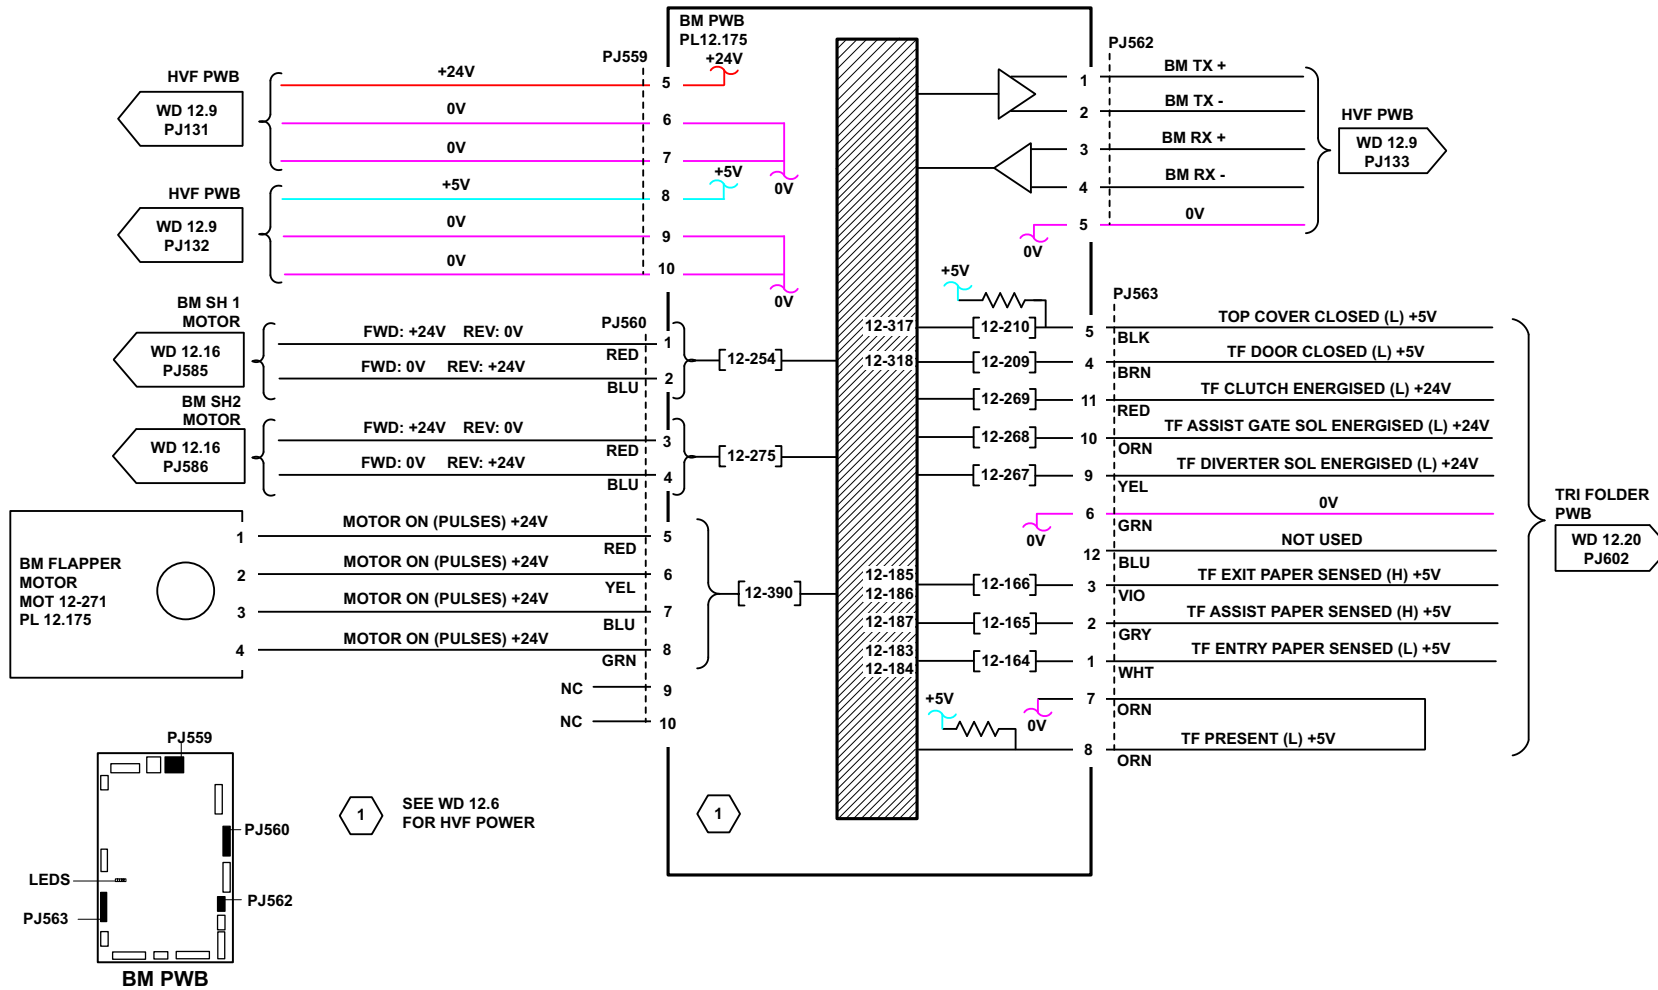 BM PWB
PL12.175
+24V
PJ559
HVF PWB
WD 12.9
PJ131
+24V
5
0V
6
0V
7
0V
HVF PWB
WD 12.9
PJ132
+5V
8
+5V
0V
9
0V
10
0V
BM SH 1
MOTOR
WD 12.16
PJ585
PJ560
FWD: +24V REV: 0V
1
RED
FWD: 0V REV: +24V
2
BLU
12-254
BM SH2
MOTOR
WD 12.16
PJ586
FWD: +24V REV: 0V
3
RED
FWD: 0V REV: +24V
4
BLU
12-275
BM FLAPPER
MOTOR
MOT 12-271
PL 12.175
1
MOTOR ON (PULSES) +24V
5
RED
2
MOTOR ON (PULSES) +24V
6
YEL
3
MOTOR ON (PULSES) +24V
7
BLU
4
MOTOR ON (PULSES) +24V
8
GRN
12-390
NC
9
NC
10
PJ562
1
BM TX +
2
BM TX -
3
BM RX +
4
BM RX -
5
0V
0V
HVF PWB
WD 12.9
PJ133
+5V
PJ563
12-317
12-210
5
TOP COVER CLOSED (L) +5V
BLK
12-318
12-209
4
TF DOOR CLOSED (L) +5V
BRN
12-269
11
TF CLUTCH ENERGISED (L) +24V
RED
12-268
10
TF ASSIST GATE SOL ENERGISED (L) +24V
ORN
12-267
9
TF DIVERTER SOL ENERGISED (L) +24V
YEL
0V
6
0V
GRN
12
NOT USED
BLU
12-185
12-186
12-166
3
TF EXIT PAPER SENSED (H) +5V
VIO
12-187
12-165
2
TF ASSIST PAPER SENSED (H) +5V
GRY
12-183
12-184
12-164
1
TF ENTRY PAPER SENSED (L) +5V
WHT
+5V
0V
7
ORN
8
TF PRESENT (L) +5V
ORN
TRI FOLDER
PWB
WD 12.20
PJ602
1
SEE WD 12.6
FOR HVF POWER
1
PJ559
PJ560
LEDS
PJ562
PJ563
BM PWB